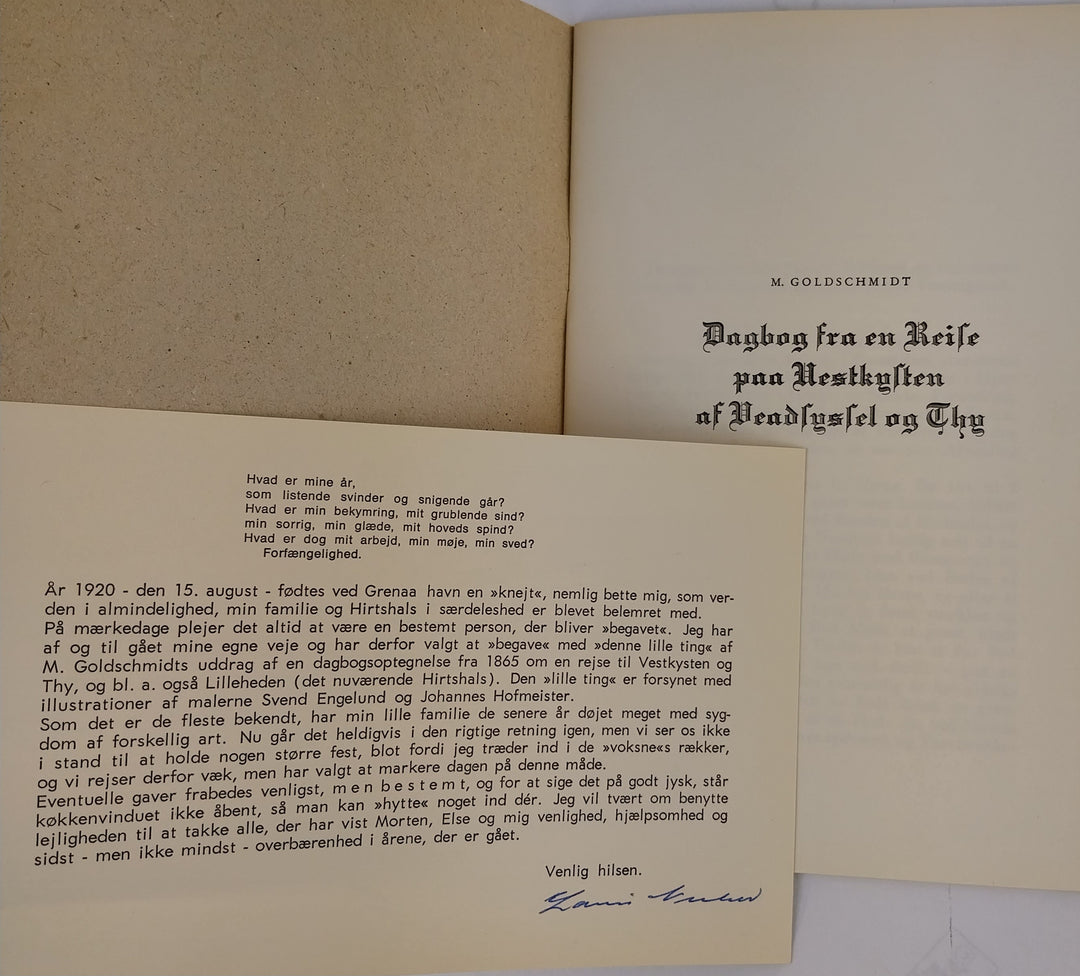 M. GOLDSCHMIDT
Dagbog fra en Reise
paa Vestkysten
af Vendsyssel og Thy
Hvad er mine år,
som listende svinder og snigende går?
Hvad er min bekymring, mit grublende sind?
min sorrig, min glæde, mit hoveds spind?
Hvad er dog mit arbejd, min møje, min sved?
Forfængelighed.
År 1920 - den 15. august - fødtes ved Grenaa havn en »knejt«, nemlig bette mig, som ver-
den i almindelighed, min familie og Hirtshals i særdeleshed er blevet belemret med.
På mærkedage plejer det altid at være en bestemt person, der bliver »begavet«. Jeg har
af og til gået mine egne veje og har derfor valgt at »begave« med »denne lille ting« af
M. Goldschmidts uddrag af en dagbogsoptegnelse fra 1865 om en rejse til Vestkysten og
Thy, og bl. a. også Lilleheden (det nuværende Hirtshals). Den »lille ting« er forsynet med
illustrationer af malerne Svend Engelund og Johannes Hofmeister.
Som det er de fleste bekendt, har min lille familie de senere år døjet meget med syg-
dom af forskellig art. Nu går det heldigvis i den rigtige retning igen, men vi ser os ikke
i stand til at holde nogen større fest, blot fordi jeg træder ind i de »voksne«s rækker,
og vi rejser derfor væk, men har valgt at markere dagen på denne måde.
Eventuelle gaver frabedes venligst, men bestemt, og for at sige det på godt jysk, står
køkkenvinduet ikke åbent, så man kan »hytte« noget ind dér. Jeg vil tvært om benytte
lejligheden til at takke alle, der har vist Morten, Else og mig venlighed, hjælpsomhed og
sidst - men ikke mindst - overbærenhed i årene, der er gået.
Venlig hilsen.